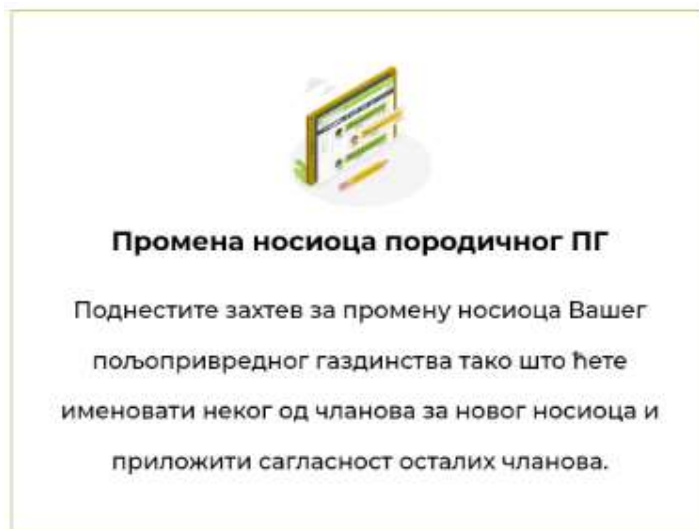 Промена носиоца породичног ПГ
Поднестите захтев за промену носиоца Вашег
пољопривредног газдинства тако што ћете
именовати неког од чланова за новог носиоца и
приложити сагласност осталих чланова.